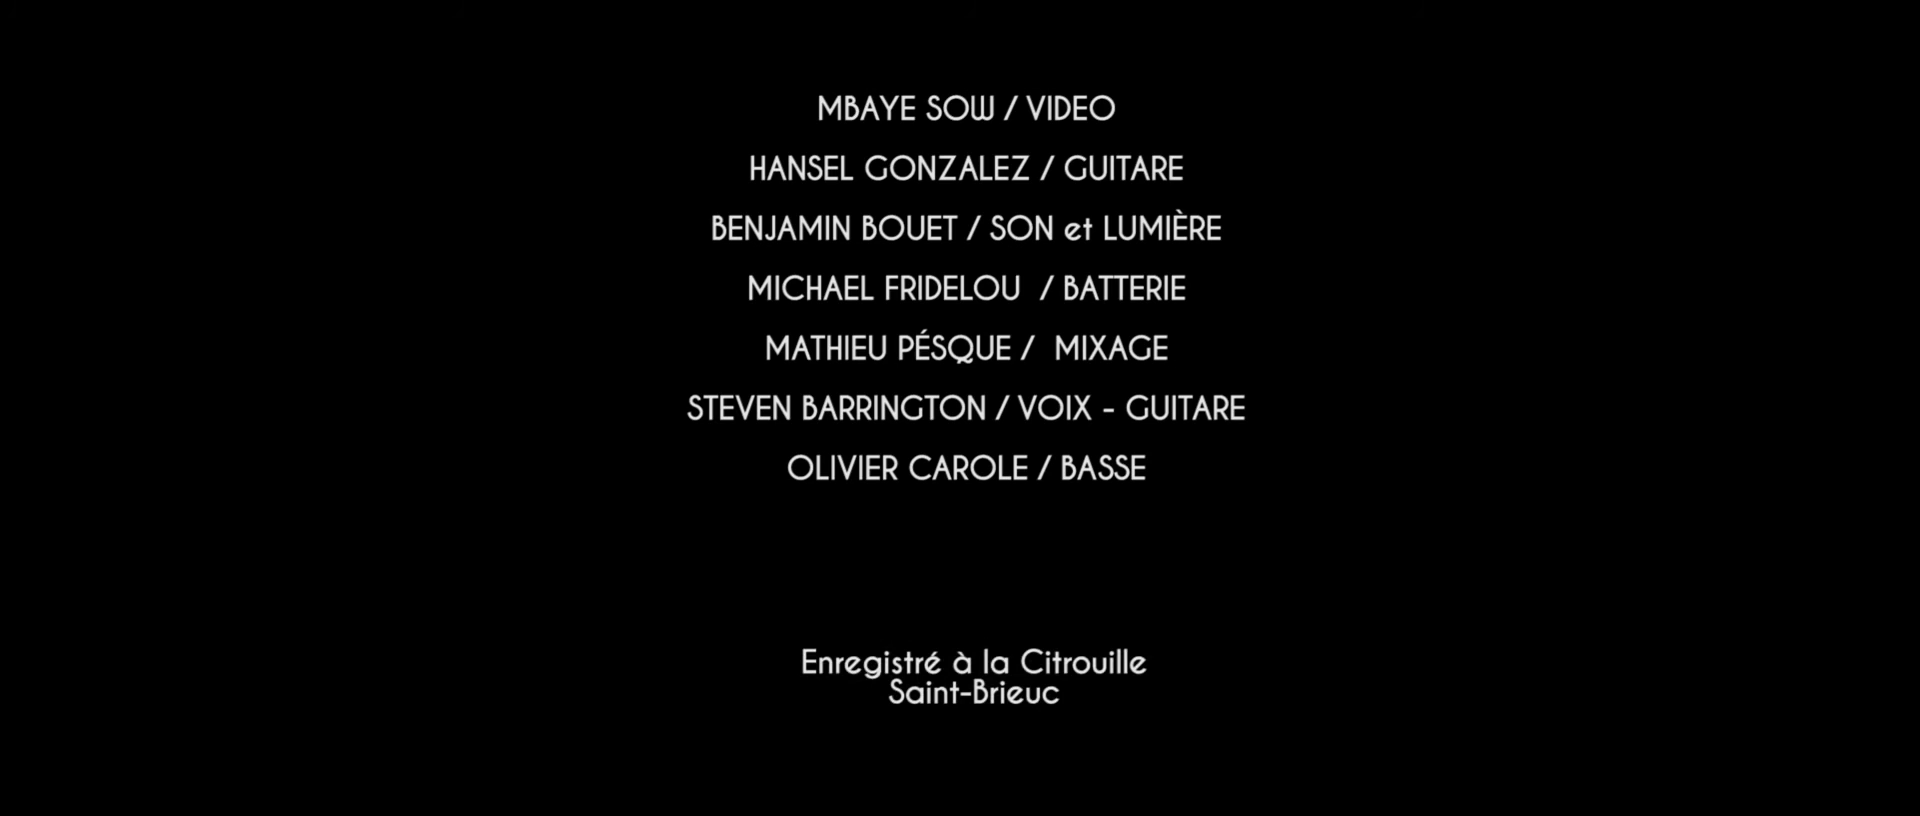 MBAYE SOW / VIDEO
HANSEL GONZALEZ / GUITARE
BENJAMIN BOUET / SON et LUMIÈRE
MICHAEL FRIDELOU / BATTERIE
MATHIEU PÉSQUE / MIXAGE
STEVEN BARRINGTON / VOIX - GUITARE
OLIVIER CAROLE / BASSE
Enregistré à la Citrouille
Saint-Brieuc